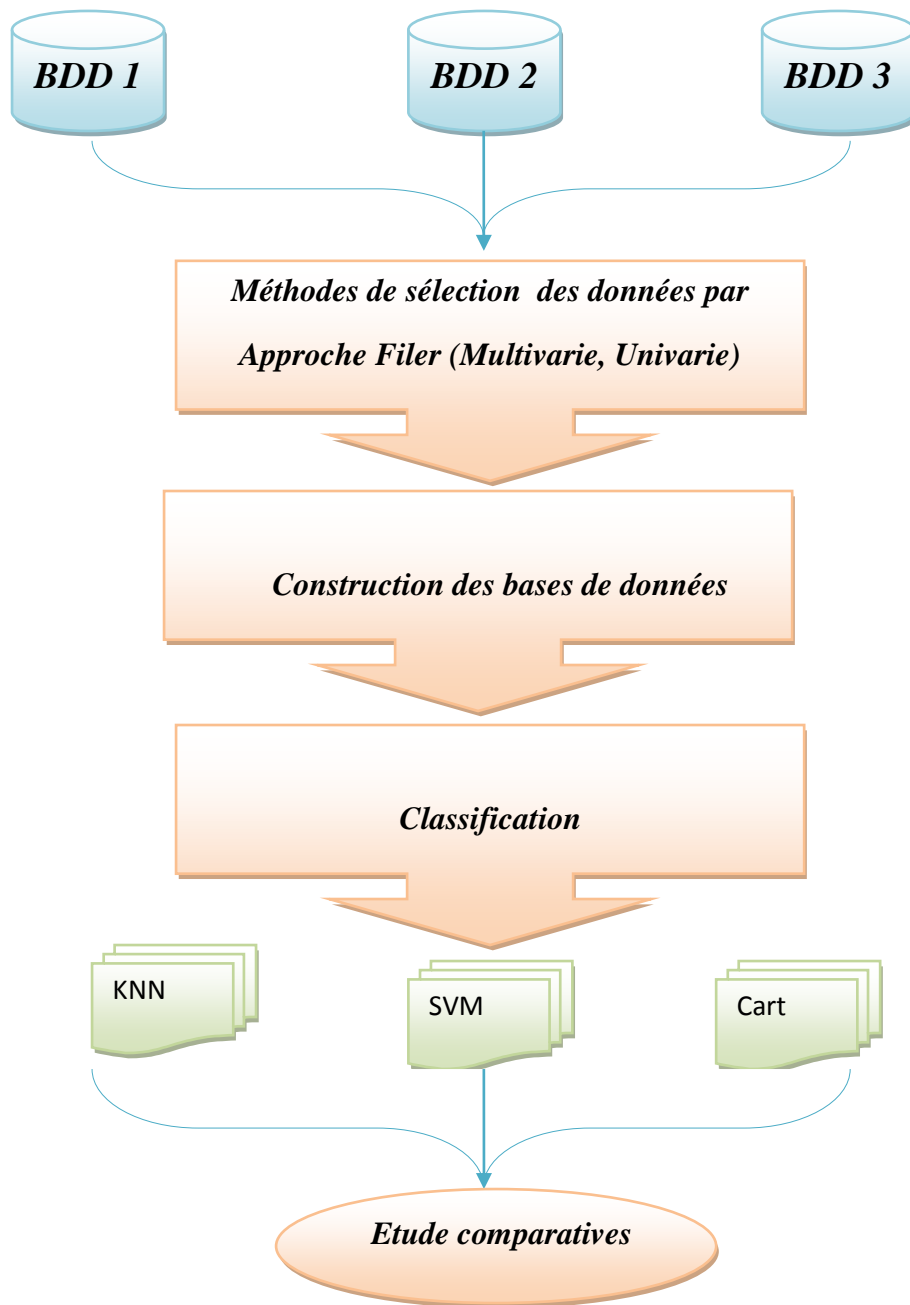 BDD 1
BDD 2
BDD 3
Méthodes de sélection des données par
Approche Filer (Multivarie, Univarie)
Construction des bases de données
Classification
KNN
SVM
Cart
Etude comparatives